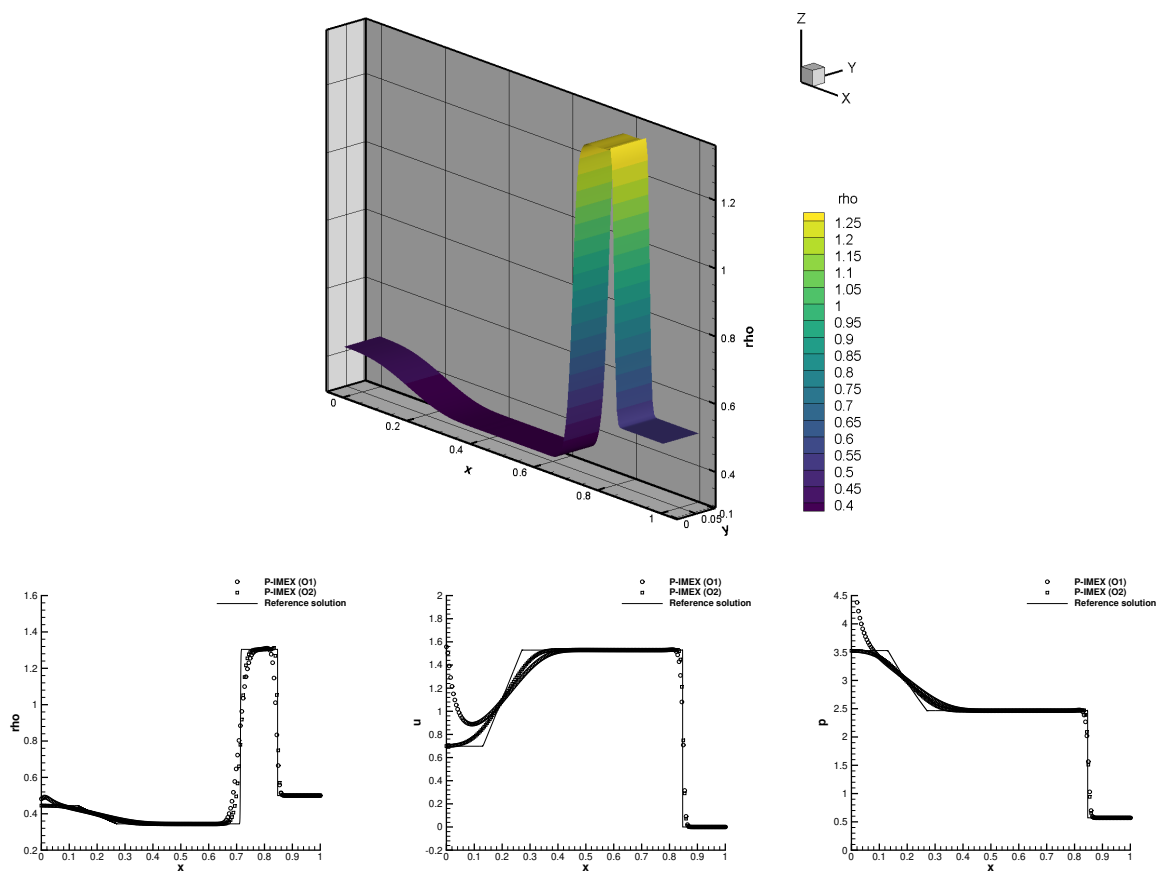 Z
Y
X
rho
1.25
1.2
1.15
1.1
1.05
1
0.95
0.9
0.85
0.8
0.75
0.7
0.65
0.6
0.55
0.5
0.45
0.4
1.2
1
0.8
0.6
0.4
rho
0
0.2
0.4
0.6
0.8
1
x
0
0.05
0.1
y
P-IMEX (O1)
P-IMEX (O2)
Reference solution
1.6
1.4
1.2
1
0.8
0.6
0.4
0.2
rho
0 0.1 0.2 0.3 0.4 0.5 0.6 0.7 0.8 0.9 1
x
P-IMEX (O1)
P-IMEX (O2)
Reference solution
2
1.8
1.6
1.4
1.2
1
0.8
0.6
0.4
0.2
0
-0.2
u
0 0.1 0.2 0.3 0.4 0.5 0.6 0.7 0.8 0.9 1
x
P-IMEX (O1)
P-IMEX (O2)
Reference solution
4.5
4
3.5
3
2.5
2
1.5
1
0.5
0
p
0 0.1 0.2 0.3 0.4 0.5 0.6 0.7 0.8 0.9 1
x